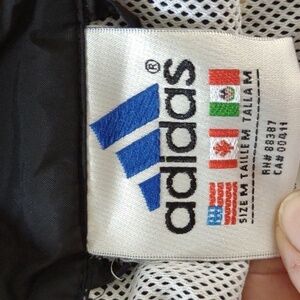 adidas®
SIZE M TAILLE M TALLA M
RN# 88387
CA# 00411